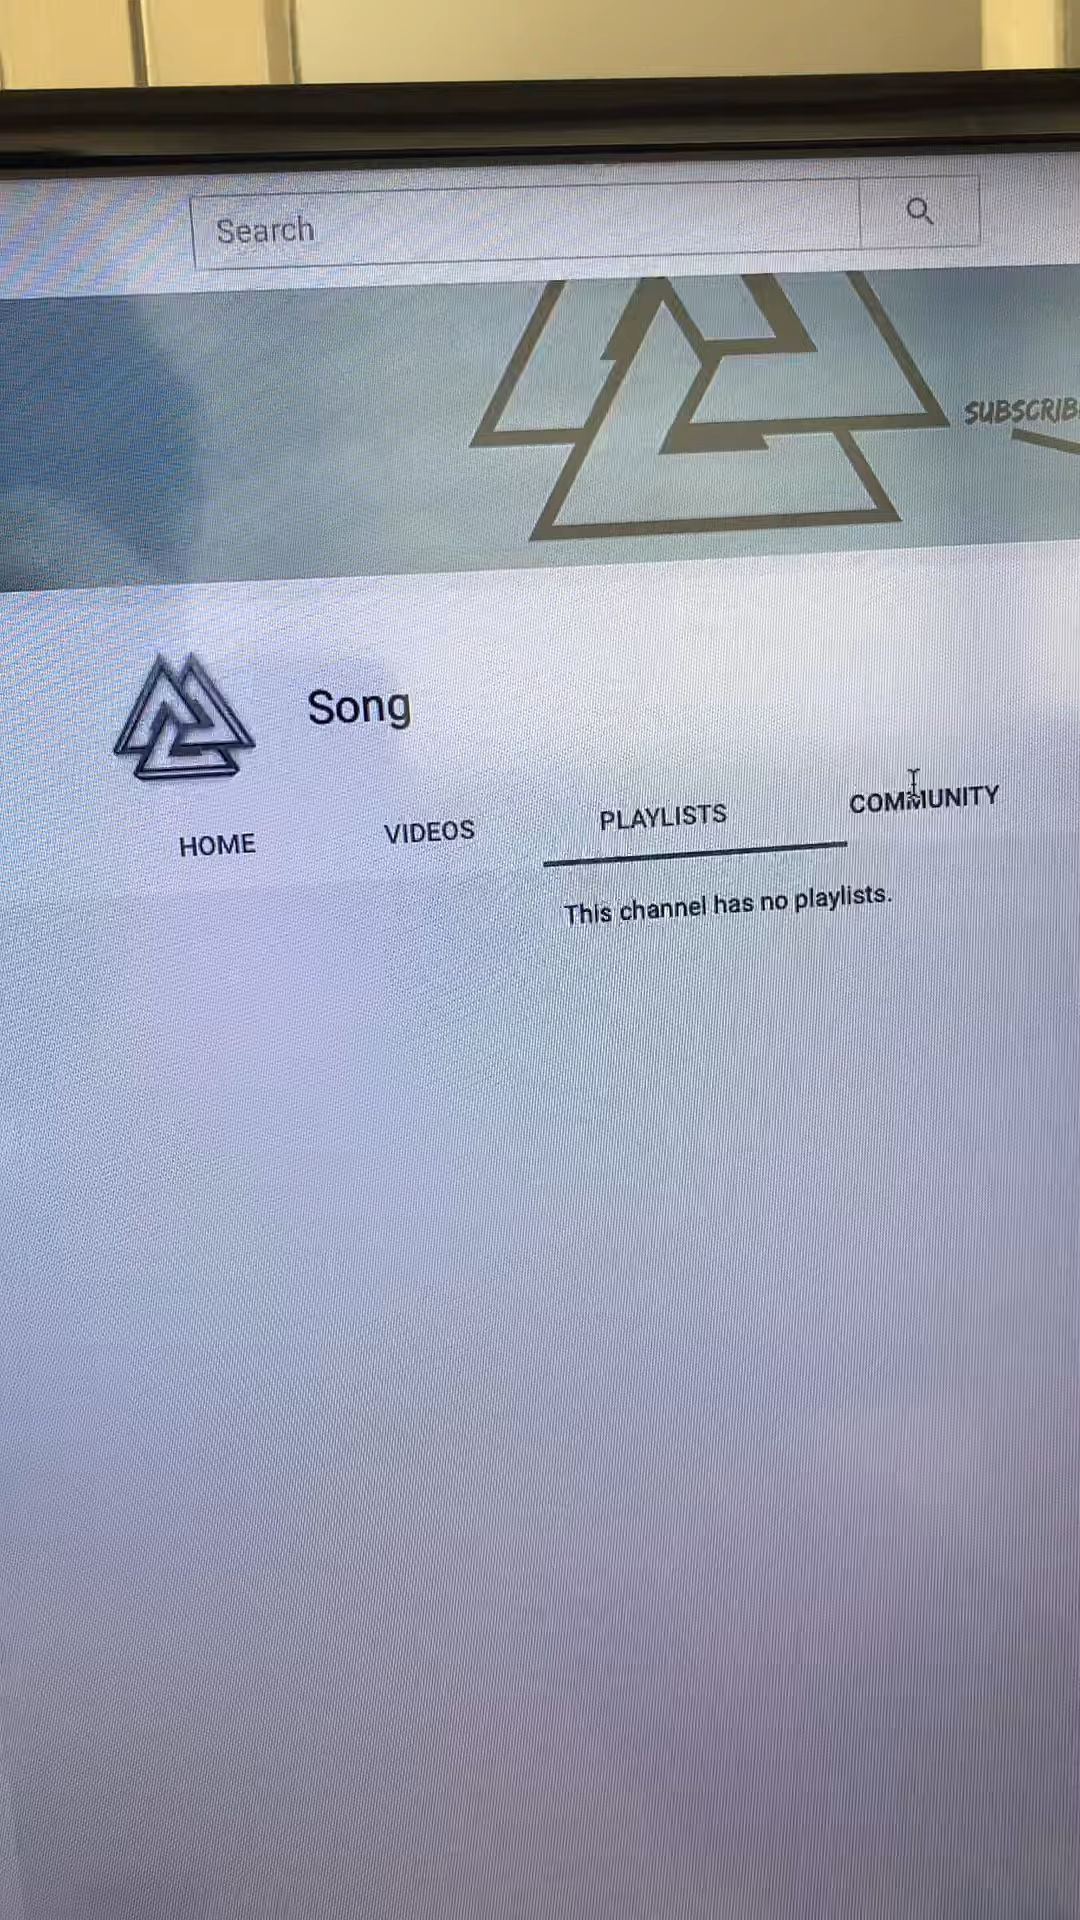 Search
SUBSCRIB
Song
HOME
VIDEOS
PLAYLISTS
COMMUNITY
This channel has no playlists.